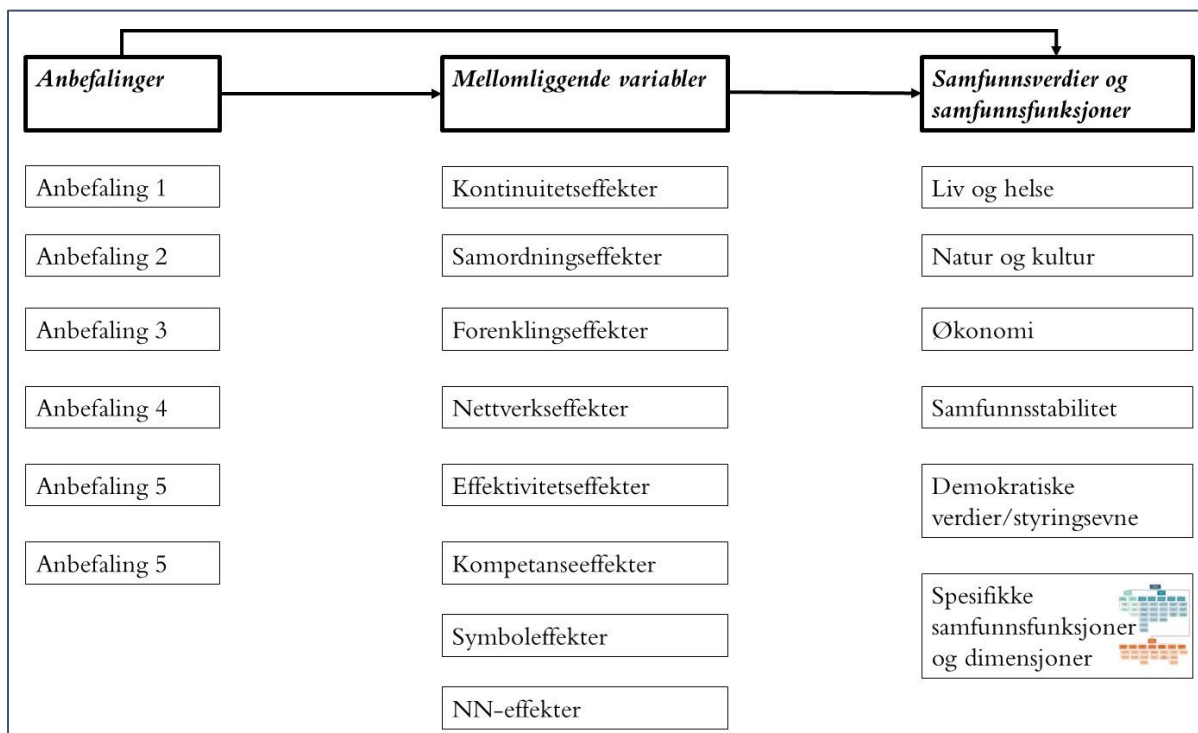 Anbefalinger
Mellomliggende variabler
Samfunnsverdier og
samfunnsfunksjoner
Anbefaling 1
Kontinuitetseffekter
Liv og helse
Anbefaling 2
Samordningseffekter
Natur og kultur
Anbefaling 3
Forenklingseffekter
Økonomi
Anbefaling 4
Nettverkseffekter
Samfunnsstabilitet
Anbefaling 5
Effektivitetseffekter
Demokratiske
verdier/styringsevne
Anbefaling 5
Kompetanseeffekter
Spesifikke
samfunnsfunksjoner
og dimensjoner
Symboleffekter
NN-effekter